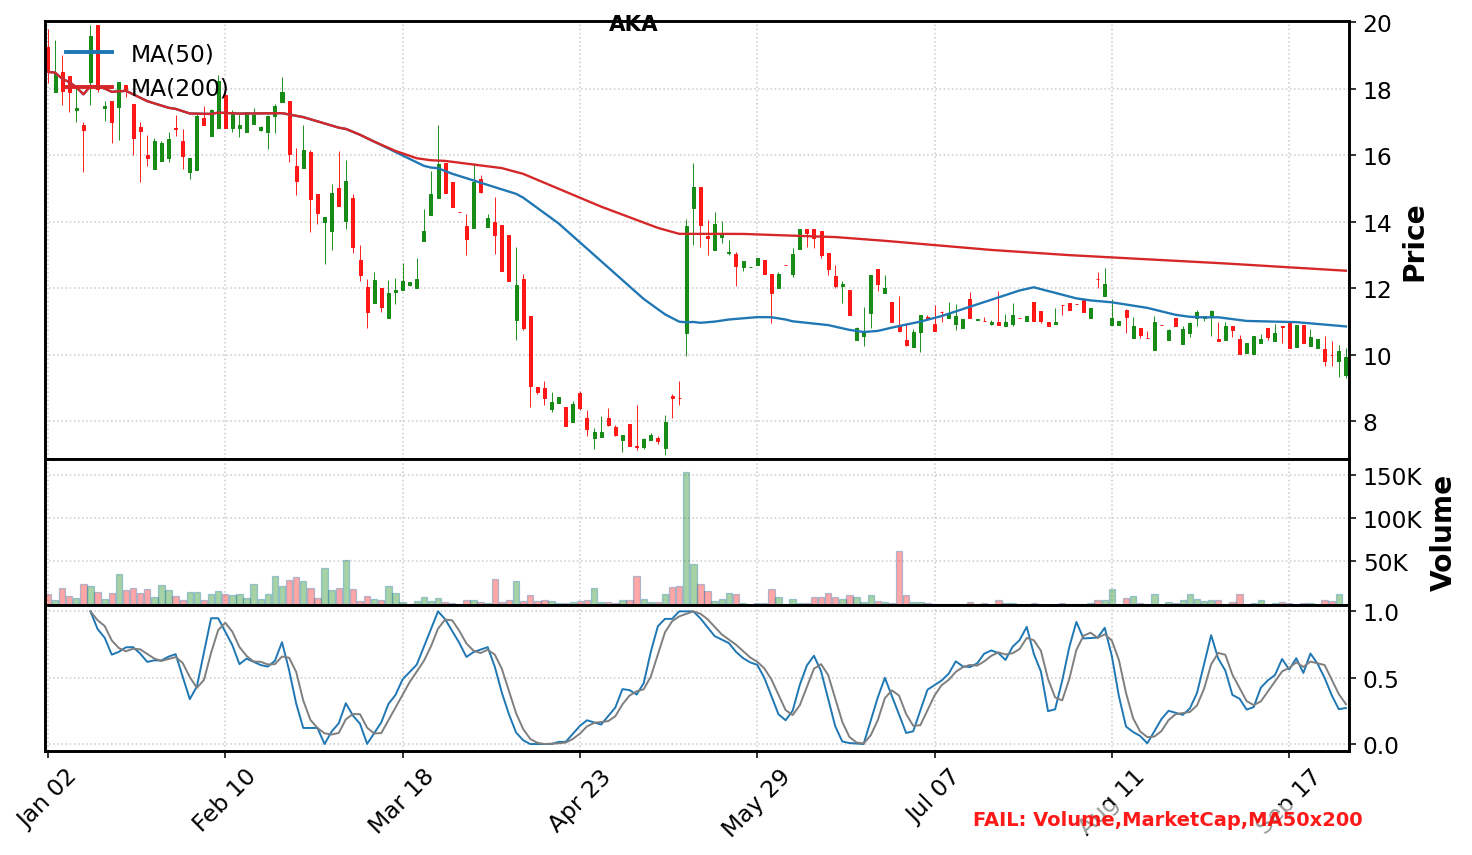 AKA
MA(50)
MA(200)
20
18
16
14
12
10
8
Price
150K
100K
50K
Volume
1.0
0.5
0.0
Jan 02
Feb 10
Mar 18
Apr 23
May 29
Jul 07
Aug 11
Sep 17
FAIL: Volume,MarketCap,MA50x200